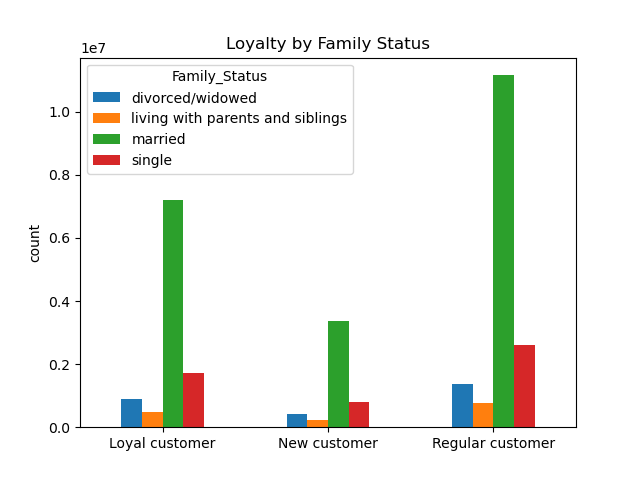 Loyalty by Family Status
1e7
Family_Status
divorced/widowed
living with parents and siblings
married
single
1.0
0.8
0.6
0.4
0.2
0.0
count
Loyal customer
New customer
Regular customer